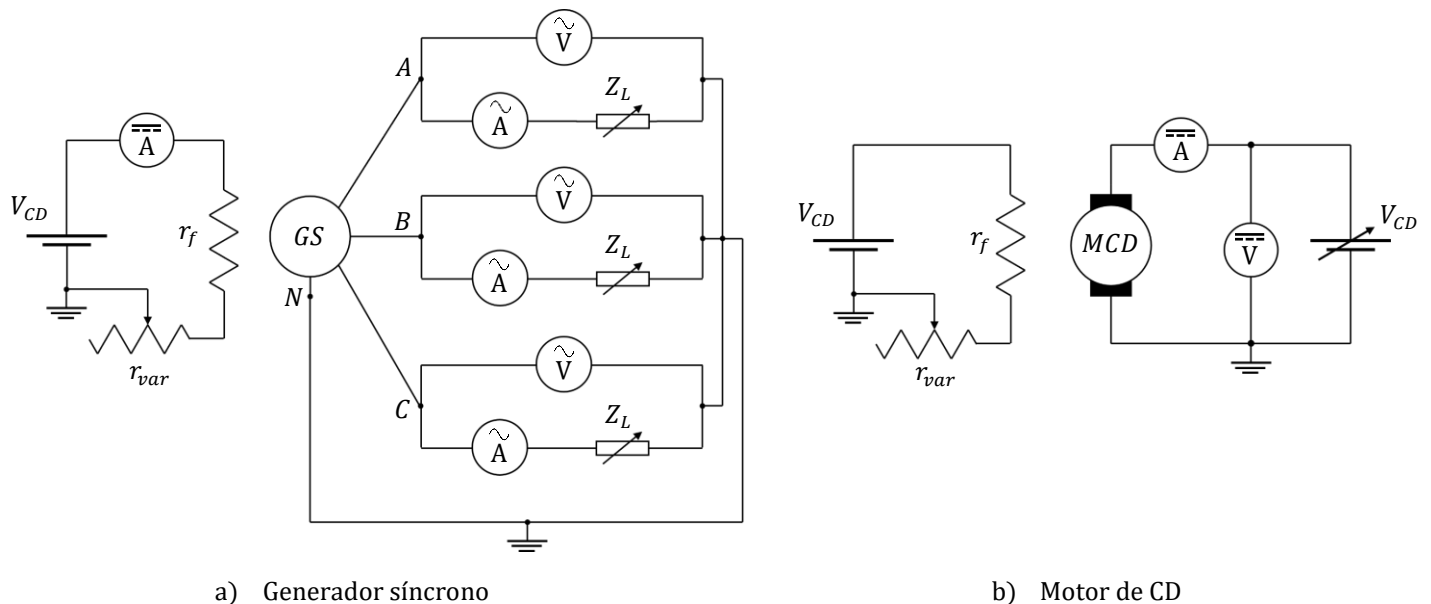 V
A
Z_L
A
A
V_CD
r_f
r_var
GS
N
V
B
Z_L
A
V
C
Z_L
A
V_CD
r_f
r_var
A
MCD
V
V_CD
a) Generador síncrono
b) Motor de CD